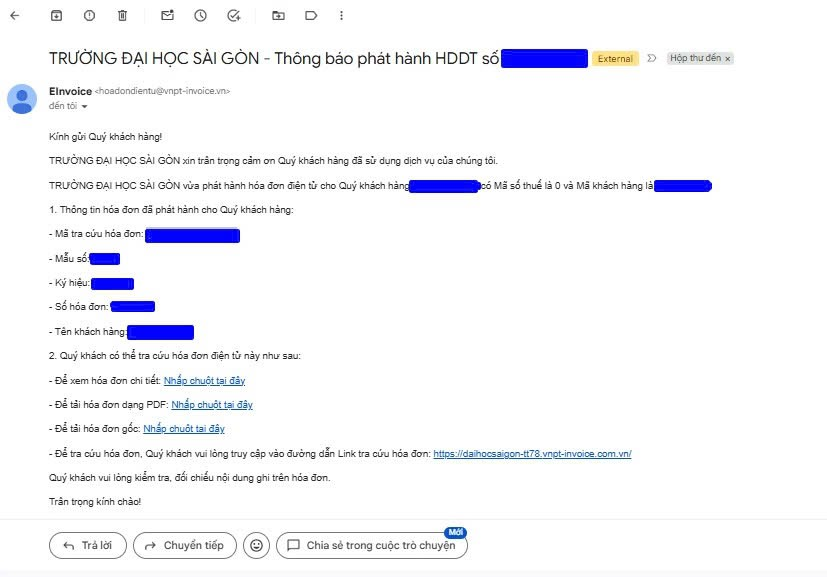 TRƯỜNG ĐẠI HỌC SÀI GÒN - Thông báo phát hành HDDT số
External
Hộp thư đến ×
EInvoice <hoadondientu@vnpt-invoice.vn>
đến tôi
Kính gửi Quý khách hàng!
TRƯỜNG ĐẠI HỌC SÀI GÒN xin trân trọng cảm ơn Quý khách hàng đã sử dụng dịch vụ của chúng tôi.
TRƯỜNG ĐẠI HỌC SÀI GÒN vừa phát hành hóa đơn điện tử cho Quý khách hàng có Mã số thuế là 0 và Mã khách hàng là
1. Thông tin hóa đơn đã phát hành cho Quý khách hàng:
- Mã tra cứu hóa đơn:
- Mẫu số:
- Ký hiệu:
- Số hóa đơn:
- Tên khách hàng:
2. Quý khách có thể tra cứu hóa đơn điện tử này như sau:
- Để xem hóa đơn chi tiết: Nhấp chuột tại đây
- Để tải hóa đơn dạng PDF: Nhấp chuột tại đây
- Để tải hóa đơn gốc: Nhấp chuột tại đây
- Để tra cứu hóa đơn, Quý khách vui lòng truy cập vào đường dẫn Link tra cứu hóa đơn: https://daihocsaigon-tt78.vnpt-invoice.com.vn/
Quý khách vui lòng kiểm tra, đối chiếu nội dung ghi trên hóa đơn.
Trân trọng kính chào!
Mới
Trả lời
Chuyển tiếp
Chia sẻ trong cuộc trò chuyện